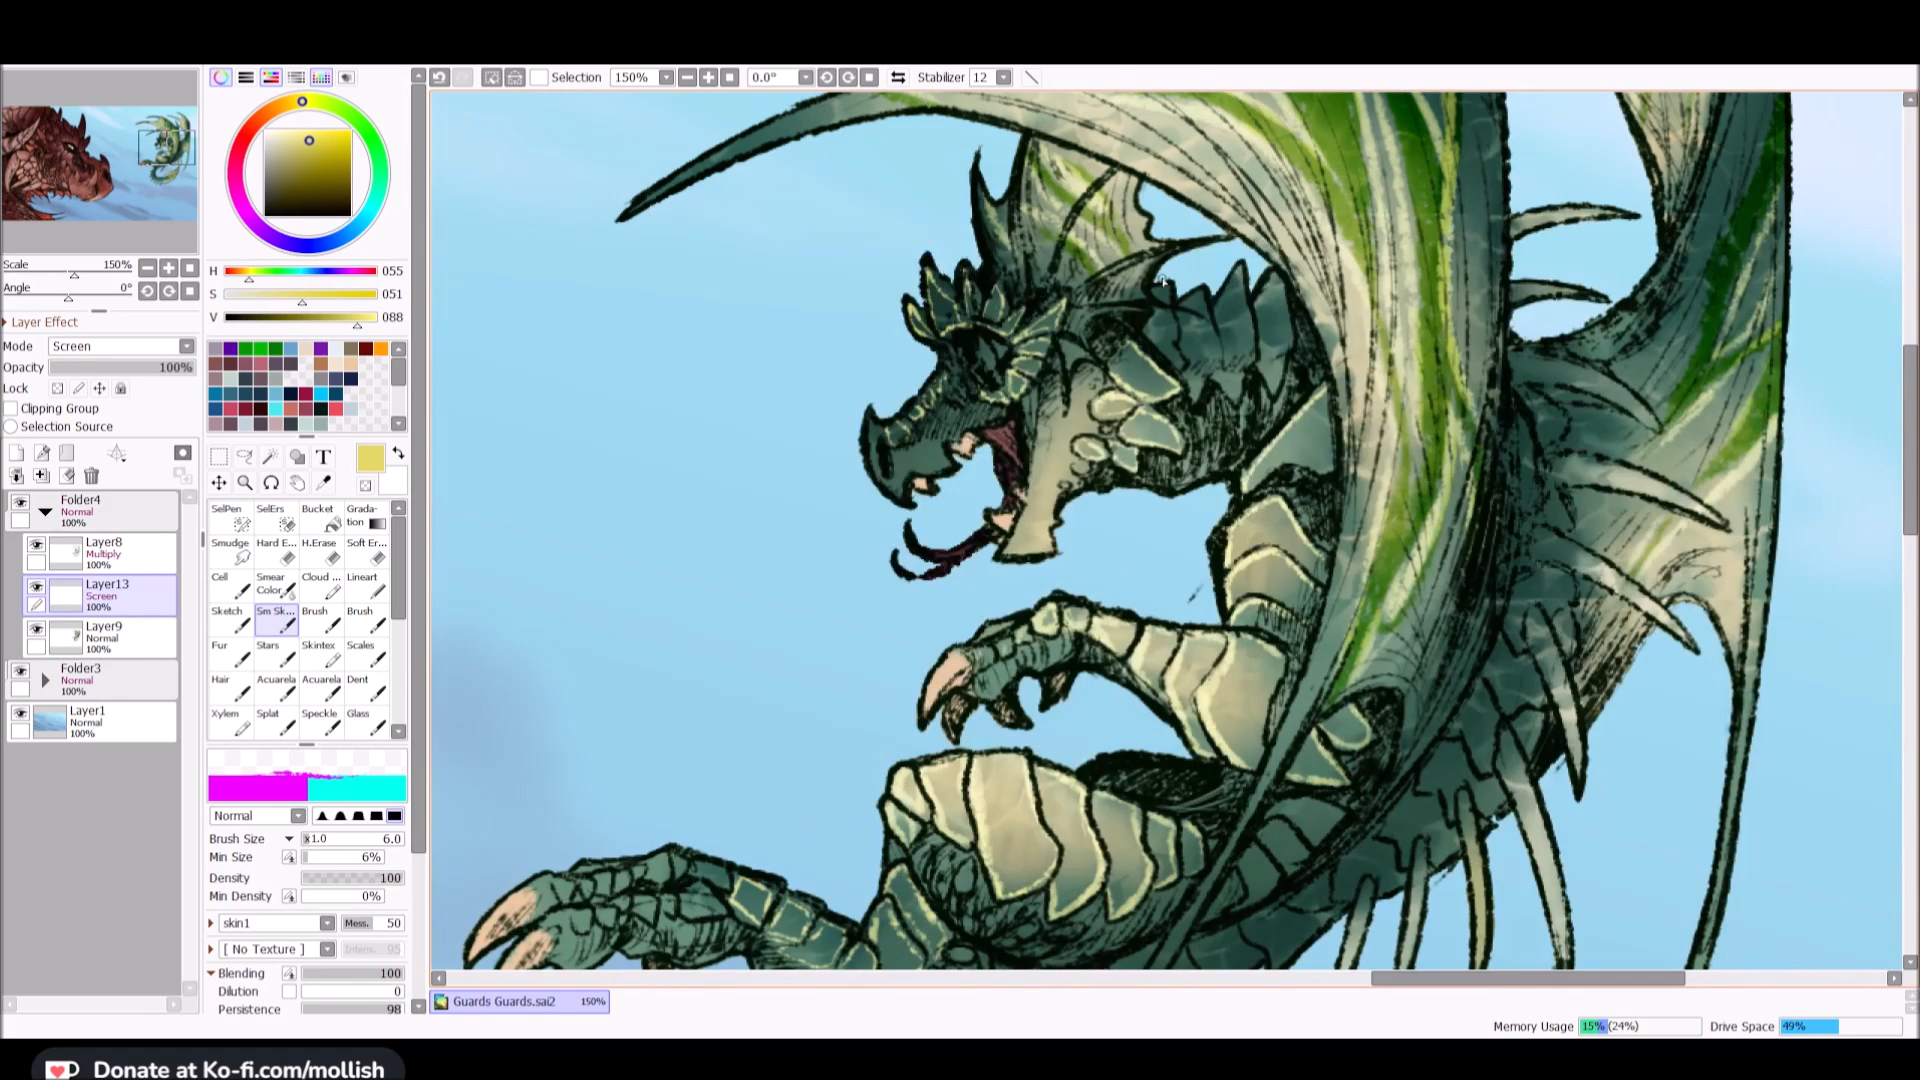 Selection 150% 0.0° Stabilizer 12
Scale 150%
Angle 0°
Layer Effect
Mode Screen
Opacity 100%
Lock
Clipping Group
Selection Source
Folder4
Normal
100%
Layer8
Multiply
100%
Layer13
Screen
100%
Layer9
Normal
100%
Folder3
Normal
100%
Layer1
Normal
100%
H 055
S 051
V 088
T
SelPen SelErs Bucket Grada-
tion
Smudge Hard E... H.Erase Soft Er...
Cell Smear Cloud ... Lineart
Color
Sketch Sm Sk... Brush Brush
Fur Stars Skintex Scales
Hair Acuarela Acuarela Dent
Xylem Splat Speckle Glass
Normal
Brush Size x1.0 6.0
Min Size 6%
Density 100
Min Density 0%
skin1 Mess. 50
[ No Texture ] Intens. 95
Blending 100
Dilution 0
Persistence 98
Guards Guards.sai2 150%
Memory Usage 15% (24%) Drive Space 49%
Donate at Ko-fi.com/mollish